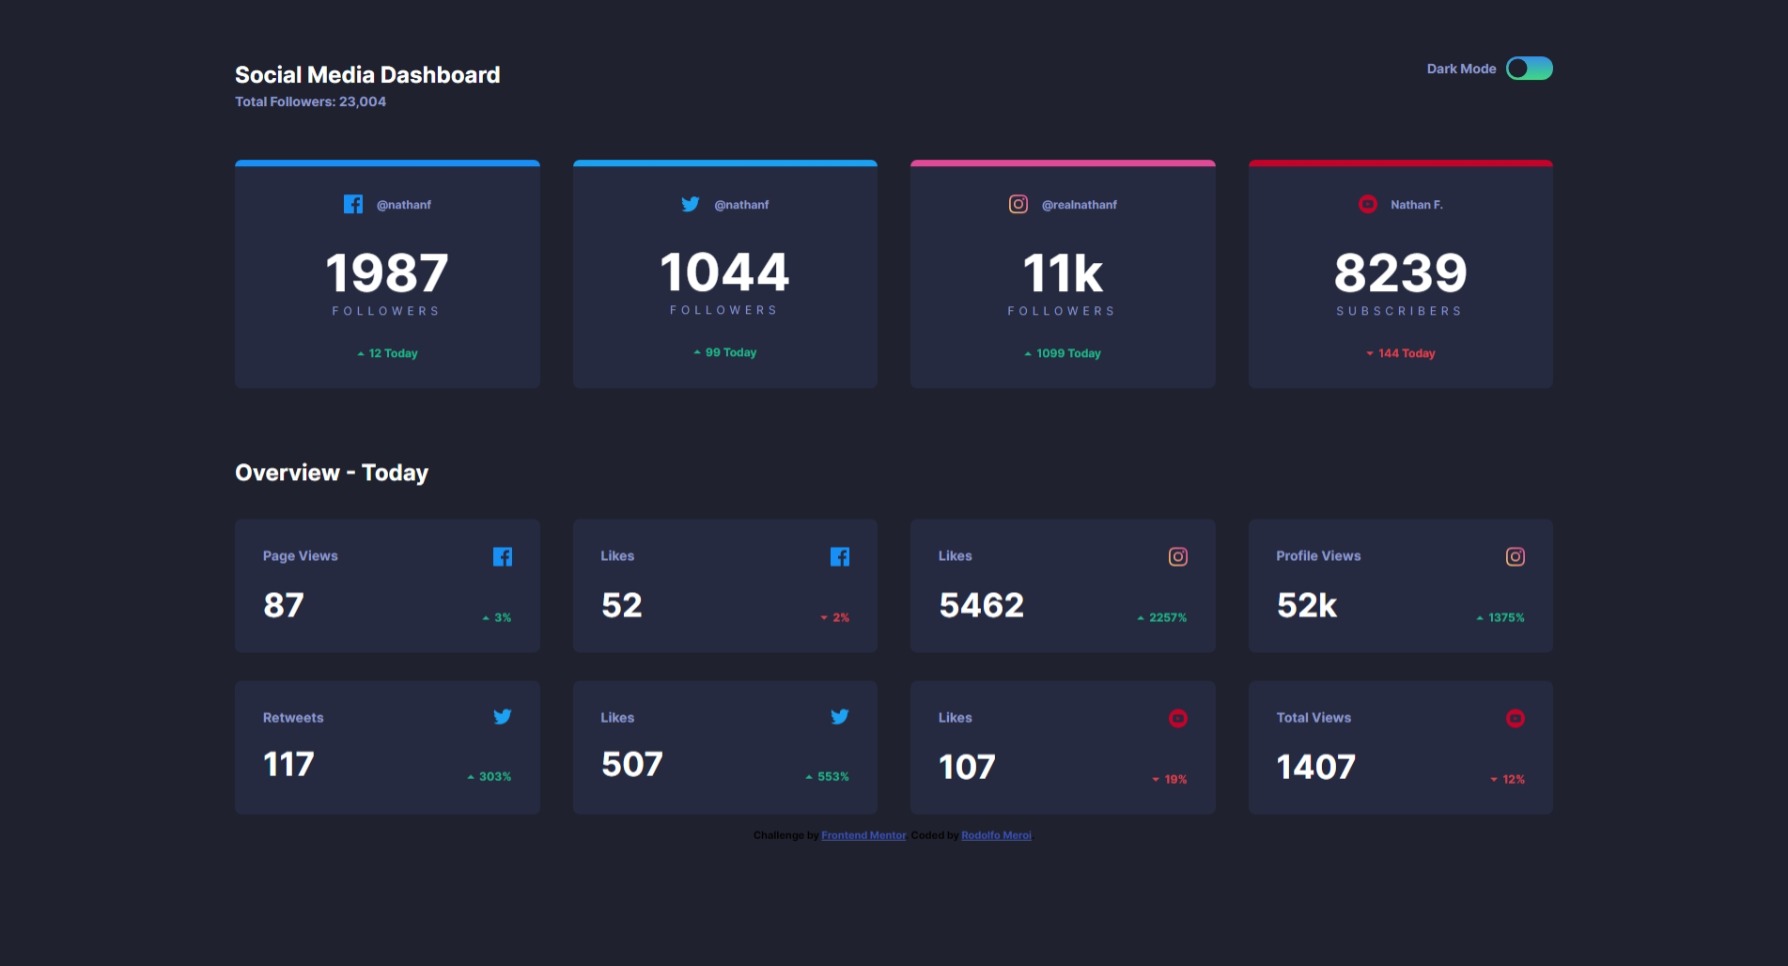 Social Media Dashboard
Total Followers: 23,004
Dark Mode
@nathanf
1987
FOLLOWERS
12 Today
@nathanf
1044
FOLLOWERS
99 Today
@realnathanf
11k
FOLLOWERS
1099 Today
Nathan F.
8239
SUBSCRIBERS
144 Today
Overview - Today
Page Views
87
3%
Likes
52
2%
Likes
5462
2257%
Profile Views
52k
1375%
Retweets
117
303%
Likes
507
553%
Likes
107
19%
Total Views
1407
12%
Challenge by Frontend Mentor. Coded by Rodolfo Meroi.